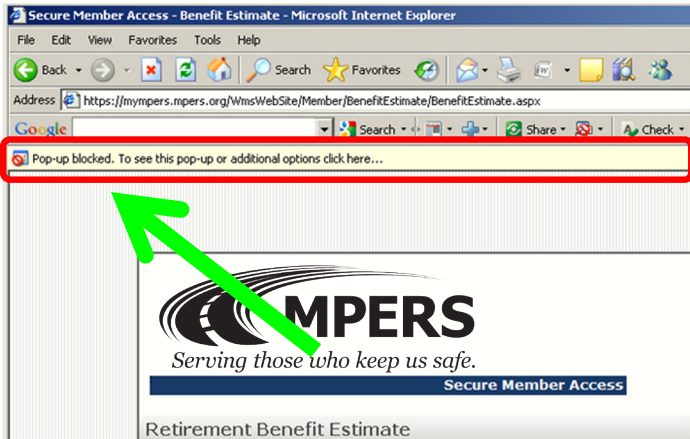 Secure Member Access - Benefit Estimate - Microsoft Internet Explorer
File Edit View Favorites Tools Help
Back Search Favorites
Address https://mympers.mpers.org/WmsWebSite/Member/BenefitEstimate/BenefitEstimate.aspx
Google Search Share Check
Pop-up blocked. To see this pop-up or additional options click here...
MPERS
Serving those who keep us safe.
Secure Member Access
Retirement Benefit Estimate